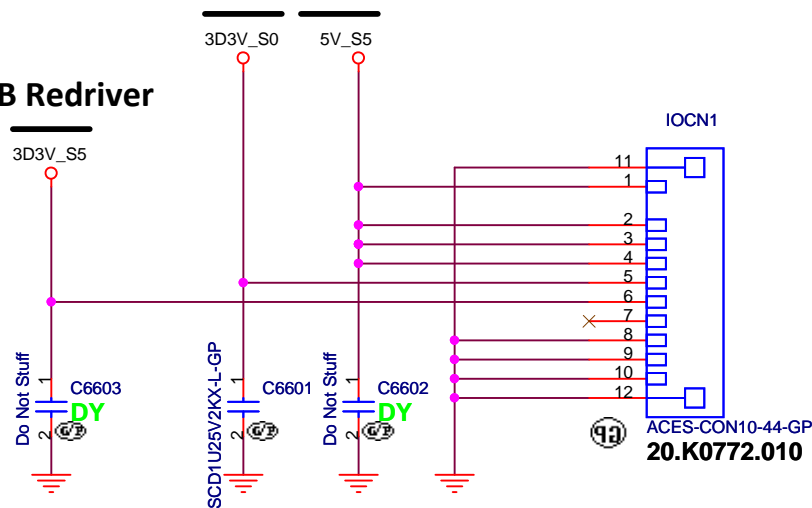 3D3V_S0
5V_S5
B Redriver
3D3V_S5
IOCN1
11
1
2
3
4
5
6
7
8
9
10
12
Do Not Stuff
1
2
C6603
DY
G/P
SCD1U25V2KX-L-GP
1
2
C6601
G/P
Do Not Stuff
1
2
C6602
DY
G/P
GP
ACES-CON10-44-GP
20.K0772.010